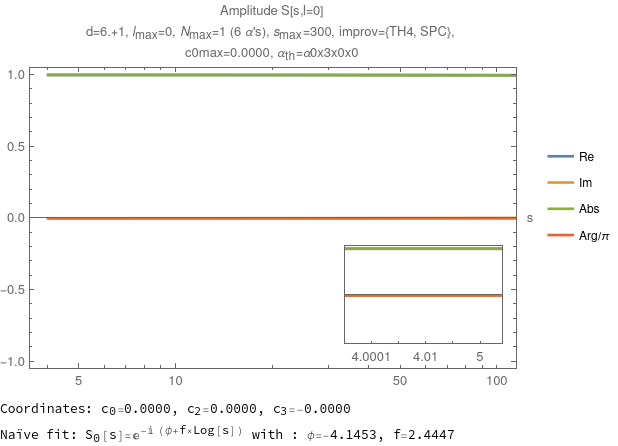 Amplitude S[s,l=0]
d=6.+1, lmax=0, Nmax=1 (6 α's), smax=300, improv={TH4, SPC},
c0max=0.0000, αth=α0x3x0x0
1.0
0.5
0.0
-0.5
-1.0
5
10
50
100
s
Re
Im
Abs
Arg/π
4.0001
4.01
5
Coordinates: c0=0.0000, c2=0.0000, c3=-0.0000
Naïve fit: S0[s]=e^-i (ϕ+f×Log[s]) with : ϕ=-4.1453, f=2.4447